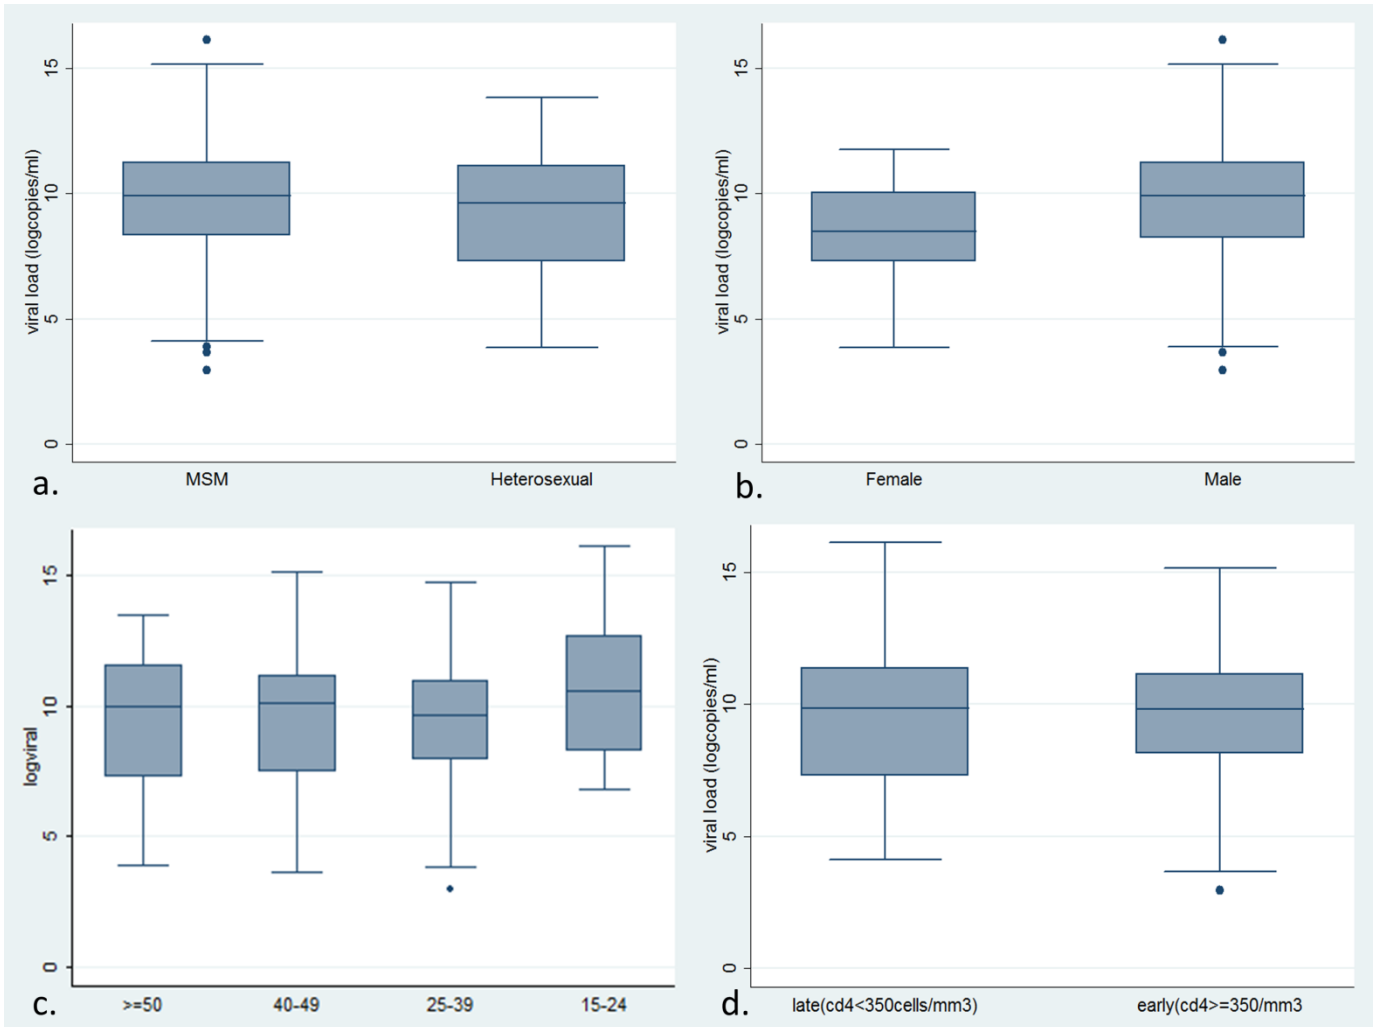 viral load (logcopies/ml)
15
10
5
0
MSM Heterosexual
a.
viral load (logcopies/ml)
15
10
5
0
Female Male
b.
logviral
15
10
5
0
>=50 40-49 25-39 15-24
c.
viral load (logcopies/ml)
15
10
5
0
late(cd4<350cells/mm3) early(cd4>=350/mm3
d.